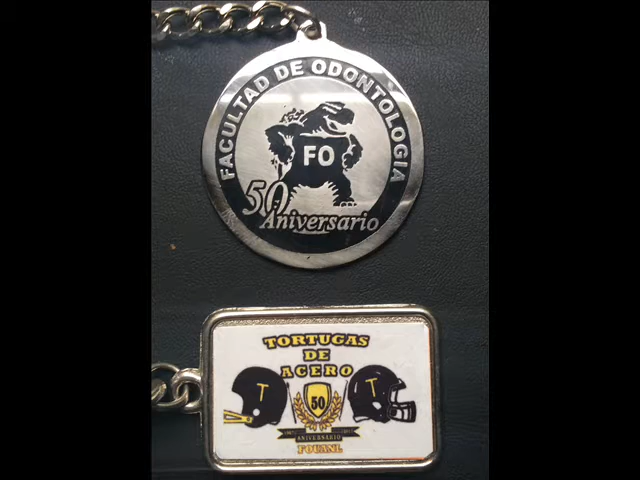 FACULTAD DE ODONTOLOGIA
FO
50
Aniversario
TORTUGAS
DE
ACERO
T T
50
ANIVERSARIO
FOUANL